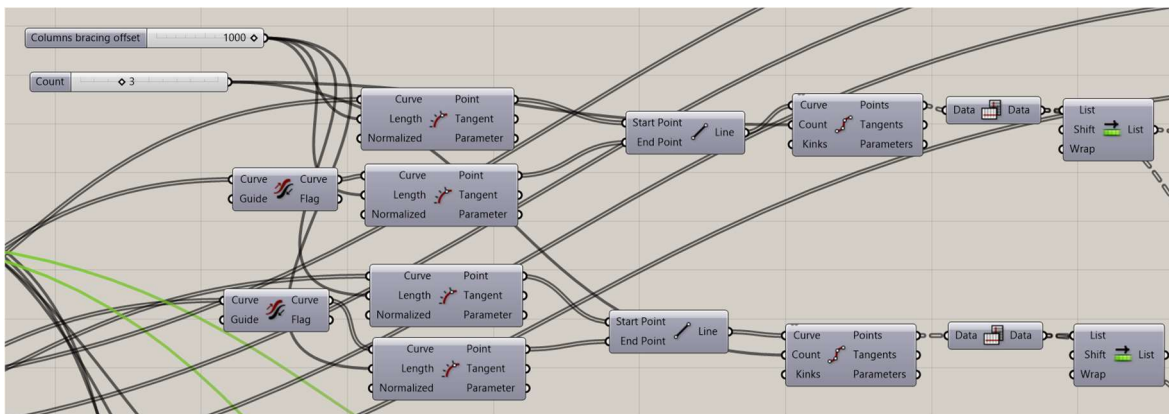 Columns bracing offset 1000
Count 3
Curve Point
Length Tangent
Normalized Parameter
Start Point
End Point
Line
Curve Points
Count Tangents
Kinks Parameters
Data Data
List
Shift List
Wrap
Curve Curve
Guide Flag
Curve Point
Length Tangent
Normalized Parameter
Curve Point
Length Tangent
Normalized Parameter
Curve Curve
Guide Flag
Start Point
End Point
Line
Curve Points
Count Tangents
Kinks Parameters
Data Data
List
Shift List
Wrap
Curve Point
Length Tangent
Normalized Parameter